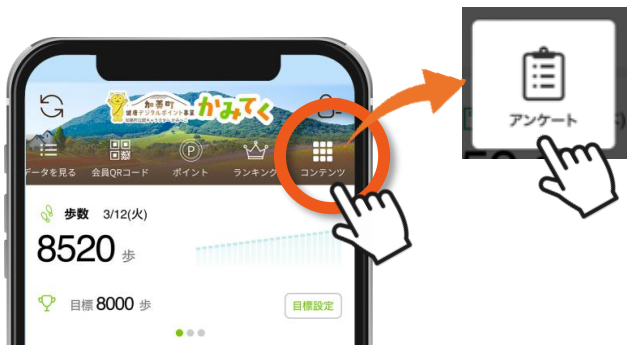 加美町
健康デジタルポイント事業
かみてく
データを見る
会員QRコード
ポイント
ランキング
コンテンツ
歩数 3/12(火)
8520 歩
目標 8000 歩
目標設定
アンケート